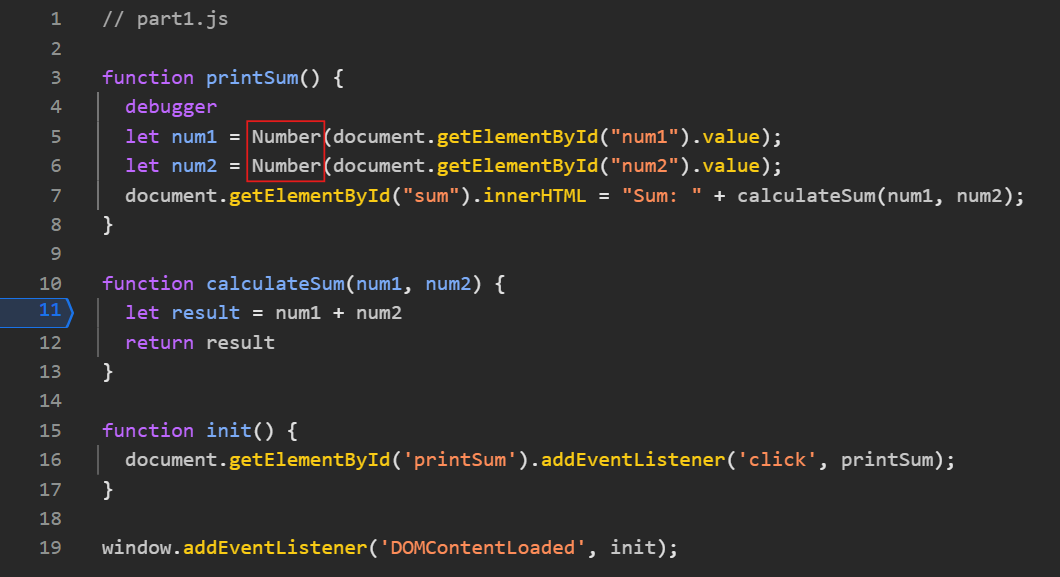 1 // part1.js
2
3 function printSum() {
4 debugger
5 let num1 = Number(document.getElementById("num1").value);
6 let num2 = Number(document.getElementById("num2").value);
7 document.getElementById("sum").innerHTML = "Sum: " + calculateSum(num1, num2);
8 }
9
10 function calculateSum(num1, num2) {
11 let result = num1 + num2
12 return result
13 }
14
15 function init() {
16 document.getElementById('printSum').addEventListener('click', printSum);
17 }
18
19 window.addEventListener('DOMContentLoaded', init);